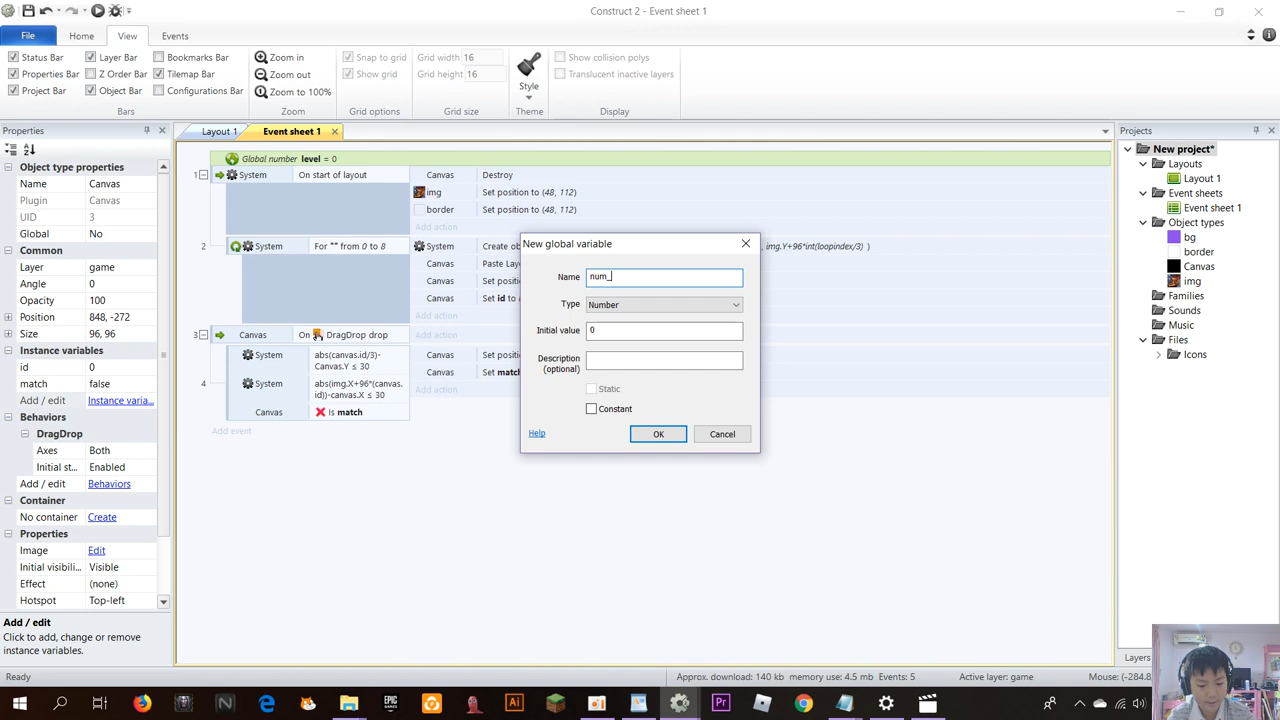 Construct 2 - Event sheet 1
File
Home
View
Events
Status Bar
Layer Bar
Bookmarks Bar
Properties Bar
Z Order Bar
Tilemap Bar
Project Bar
Object Bar
Configurations Bar
Bars
Zoom in
Zoom out
Zoom to 100%
Zoom
Snap to grid
Show grid
Grid options
Grid width 16
Grid height 16
Grid size
Style
Theme
Show collision polys
Translucent inactive layers
Display
Properties
Object type properties
Name Canvas
Plugin Canvas
UID 3
Global No
Common
Layer game
Angle 0
Opacity 100
Position 848, -272
Size 96, 96
Instance variables
id 0
match false
Add / edit Instance varia...
Behaviors
DragDrop
Axes Both
Initial st... Enabled
Add / edit Behaviors
Container
No container Create
Properties
Image Edit
Initial visibili... Visible
Effect (none)
Hotspot Top-left
Add / edit
Click to add, change or remove
instance variables.
Layout 1
Event sheet 1
Global number level = 0
1 System On start of layout Canvas Destroy
img Set position to (48, 112)
border Set position to (48, 112)
Add action
2 System For "" from 0 to 8 System Create ob
, img.Y+96*int(loopindex/3) )
Canvas Paste Laye
Canvas Set posit
Canvas Set id to
Add action
3 Canvas On DragDrop drop Add action
System abs(canvas.id/3)-
Canvas.Y ≤ 30
Canvas Set pos
4 System abs(img.X+96*(canvas.
id))-canvas.X ≤ 30
Canvas Set match
Add action
Canvas Is match
Add event
New global variable
Name num_
Type Number
Initial value 0
Description
(optional)
Static
Constant
Help
OK
Cancel
Projects
New project*
Layouts
Layout 1
Event sheets
Event sheet 1
Object types
bg
border
Canvas
img
Families
Sounds
Music
Files
Icons
Layers
Ready
Approx. download: 140 kb
memory use: 4.5 mb
Events: 5
Active layer: game
Mouse: (-284.8